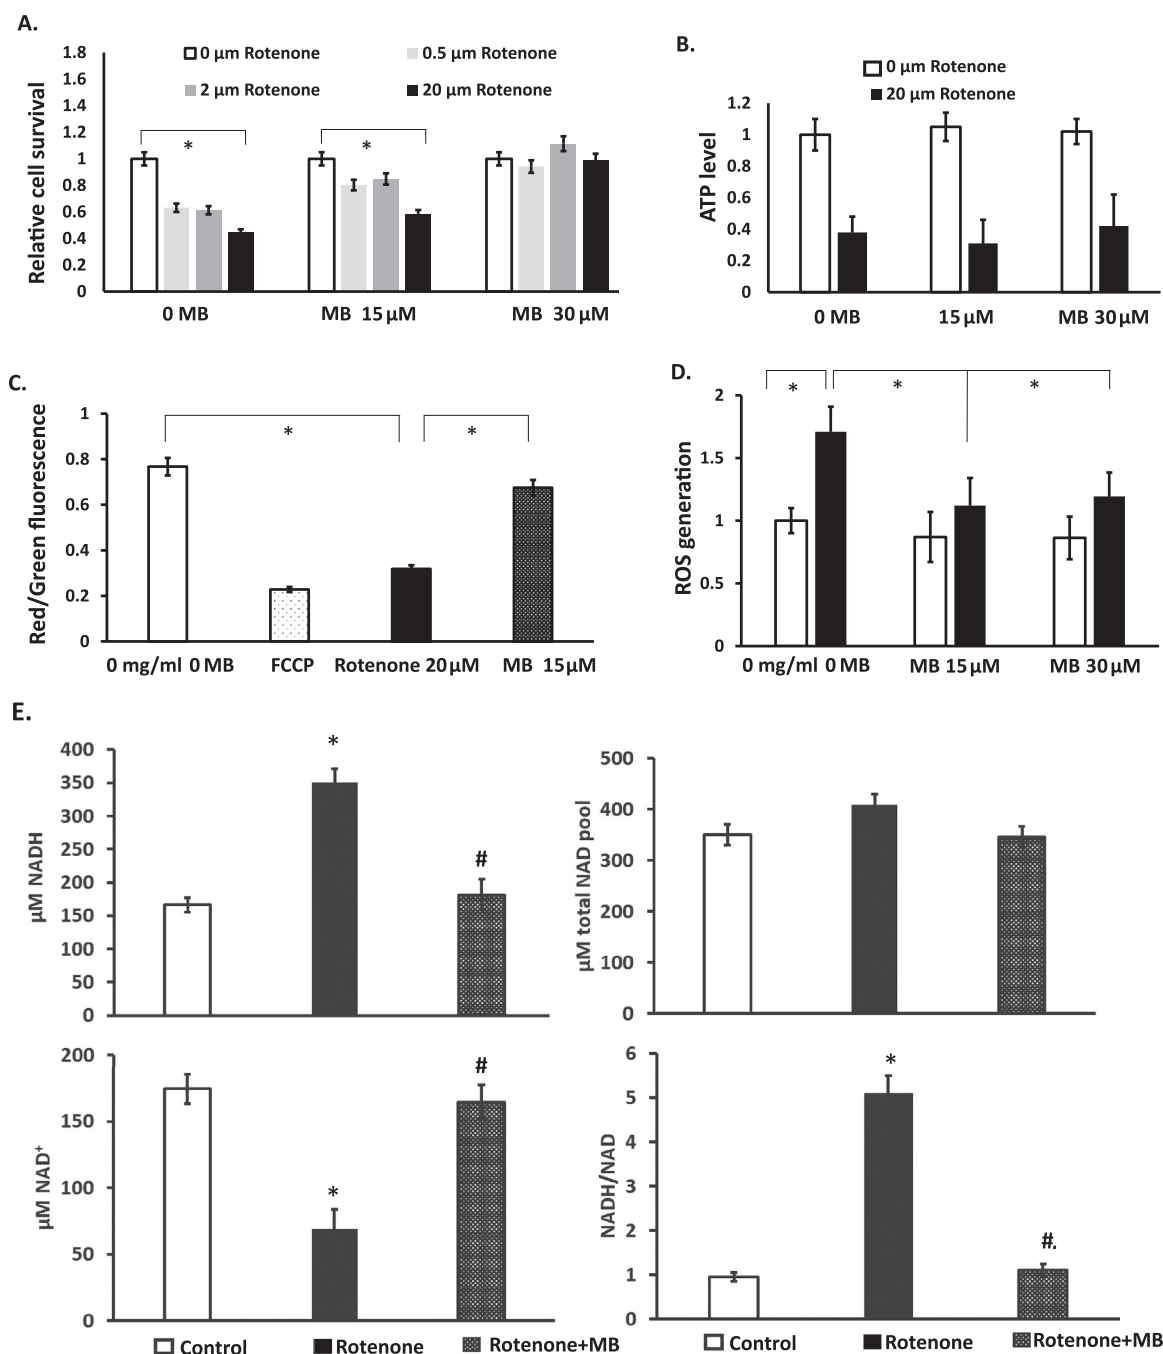 A.
0 µm Rotenone
0.5 µm Rotenone
2 µm Rotenone
20 µm Rotenone
Relative cell survival
1.8
1.6
1.4
1.2
1
0.8
0.6
0.4
0.2
0
*
*
0 MB
MB 15 µM
MB 30 µM
B.
0 µm Rotenone
20 µm Rotenone
ATP level
1.2
1
0.8
0.6
0.4
0.2
0
0 MB
15 µM
MB 30 µM
C.
Red/Green fluorescence
1
0.8
0.6
0.4
0.2
0
*
*
0 mg/ml 0 MB
FCCP
Rotenone 20 µM
MB 15 µM
D.
ROS generation
2
1.5
1
0.5
0
*
*
*
0 mg/ml 0 MB
MB 15 µM
MB 30 µM
E.
µM NADH
400
350
300
250
200
150
100
50
0
*
#
µM total NAD pool
500
400
300
200
100
0
µM NAD⁺
200
150
100
50
0
*
#
Control
Rotenone
Rotenone+MB
NADH/NAD
6
5
4
3
2
1
0
*
#.
Control
Rotenone
Rotenone+MB